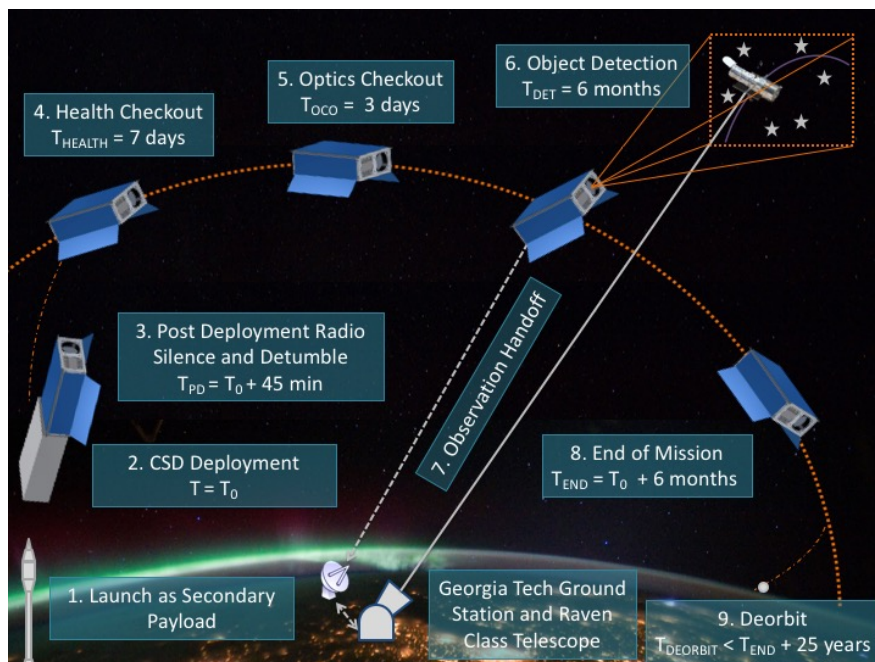 1. Launch as Secondary
Payload
2. CSD Deployment
T = T₀
3. Post Deployment Radio
Silence and Detumble
T_PD = T₀ + 45 min
4. Health Checkout
T_HEALTH = 7 days
5. Optics Checkout
T_OCO = 3 days
6. Object Detection
T_DET = 6 months
7. Observation Handoff
8. End of Mission
T_END = T₀ + 6 months
Georgia Tech Ground
Station and Raven
Class Telescope
9. Deorbit
T_DEORBIT < T_END + 25 years